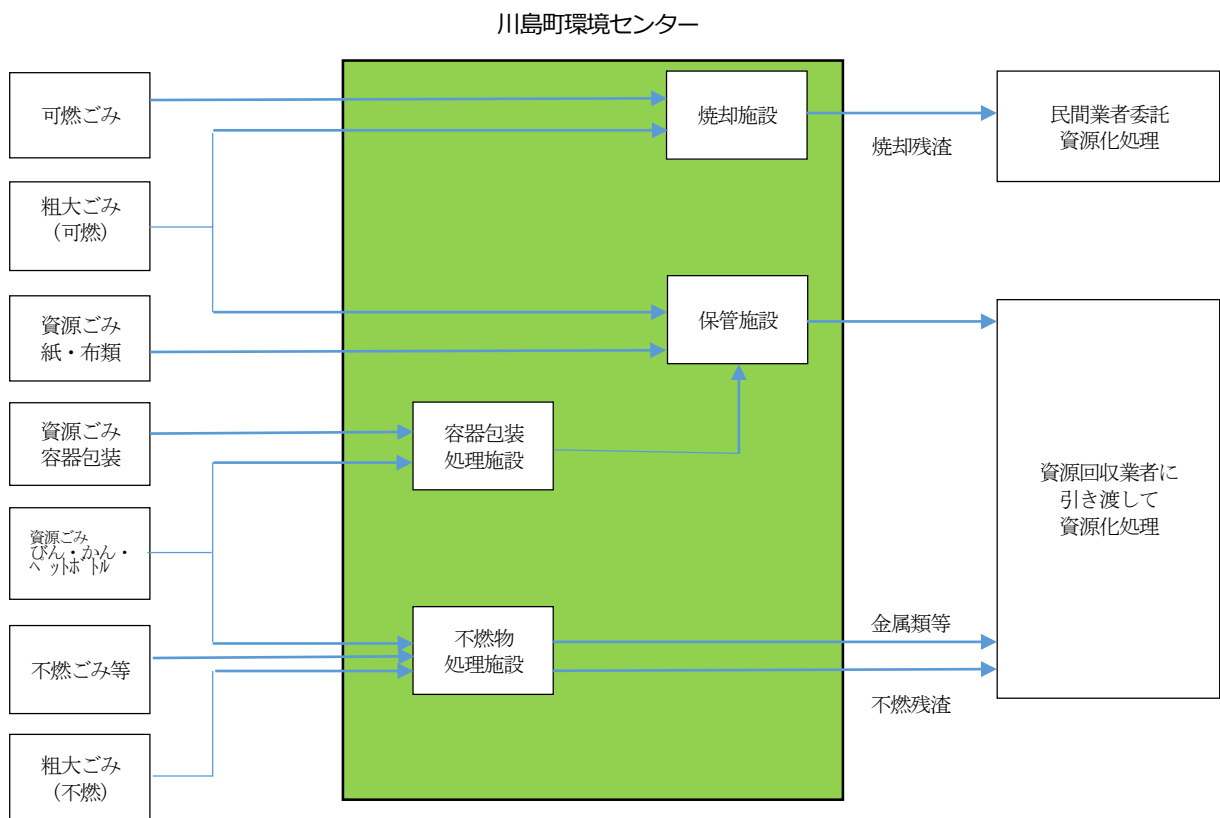 川島町環境センター
可燃ごみ
粗大ごみ
（可燃）
資源ごみ
紙・布類
資源ごみ
容器包装
資源ごみ
びん・かん・
ペットボトル
不燃ごみ等
粗大ごみ
（不燃）
焼却施設
保管施設
容器包装
処理施設
不燃物
処理施設
焼却残渣
金属類等
不燃残渣
民間業者委託
資源化処理
資源回収業者に
引き渡して
資源化処理